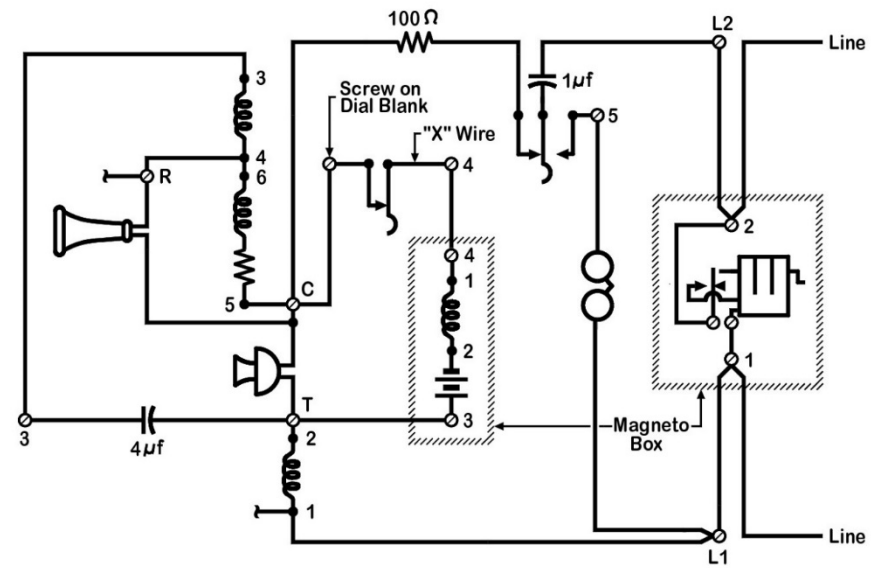 100 Ω
L2
Line
3
Screw on
Dial Blank
1µf
"X" Wire
5
4
R
6
4
2
4
1
C
5
2
1
T
3
Magneto
Box
3
4µf
2
1
L1
Line